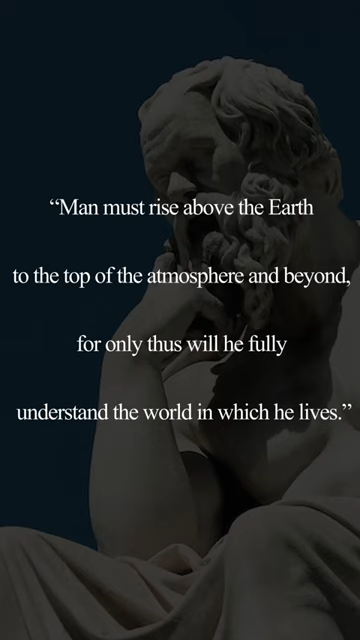 “Man must rise above the Earth
to the top of the atmosphere and beyond,
for only thus will he fully
understand the world in which he lives.”